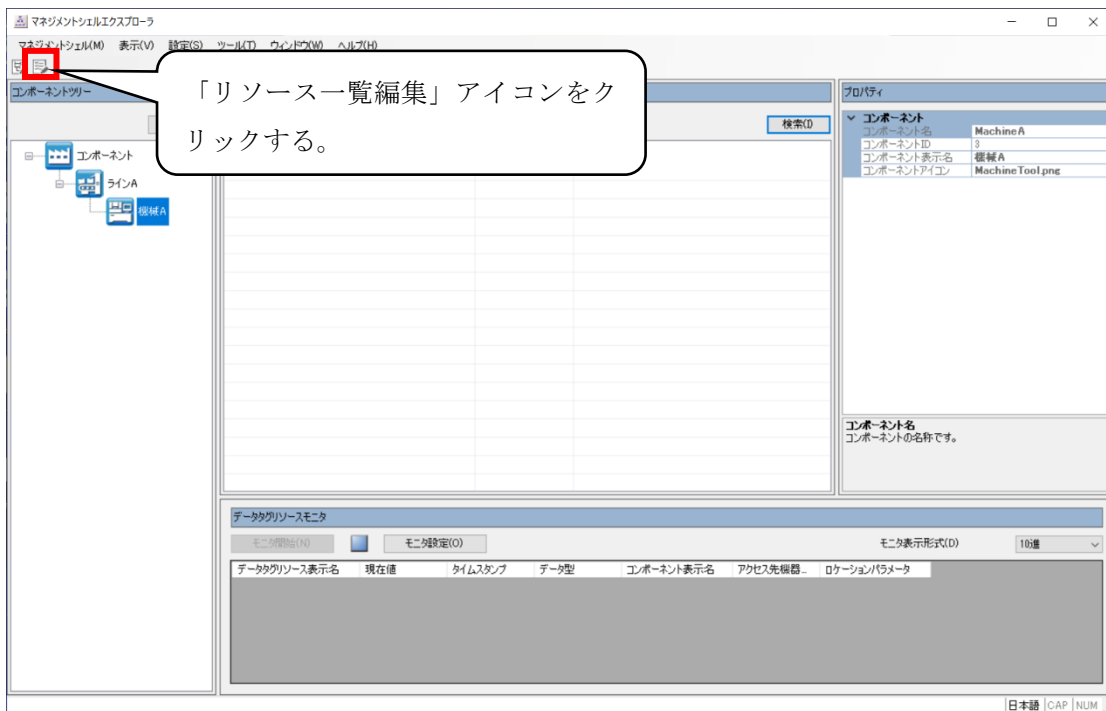 マネジメントシェルエクスプローラ
マネジメントシェル(M) 表示(V) 設定(S) ツール(T) ウィンドウ(W) ヘルプ(H)
「リソース一覧編集」アイコンをク
リックする。
コンポーネントツリー
検索(I)
コンポーネント
ラインA
機械A
プロパティ
コンポーネント
コンポーネント名 MachineA
コンポーネントID 3
コンポーネント表示名 機械A
コンポーネントアイコン MachineTool.png
コンポーネント名
コンポーネントの名称です。
データタグリソースモニタ
モニタ開始(N) モニタ設定(O) モニタ表示形式(D) 10進
データタグリソース表示名 現在値 タイムスタンプ データ型 コンポーネント表示名 アクセス先機器... ロケーションパラメータ
日本語 CAP NUM